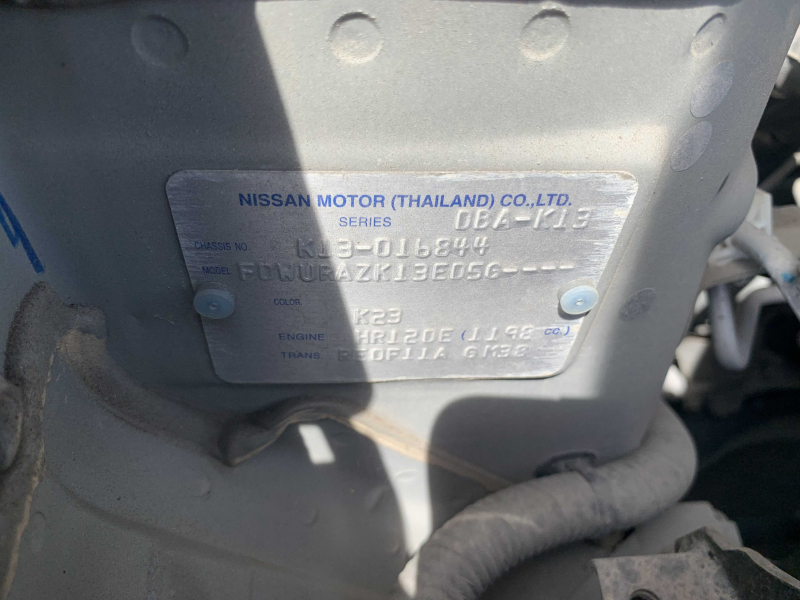 NISSAN MOTOR (THAILAND) CO.,LTD.
SERIES DBA-K13
CHASSIS NO. K13-016844
MODEL FDWURAZK13EDSG----
COLOR
K23
ENGINE HR12DE (1198 CC.)
TRANS RE0F11A GM38